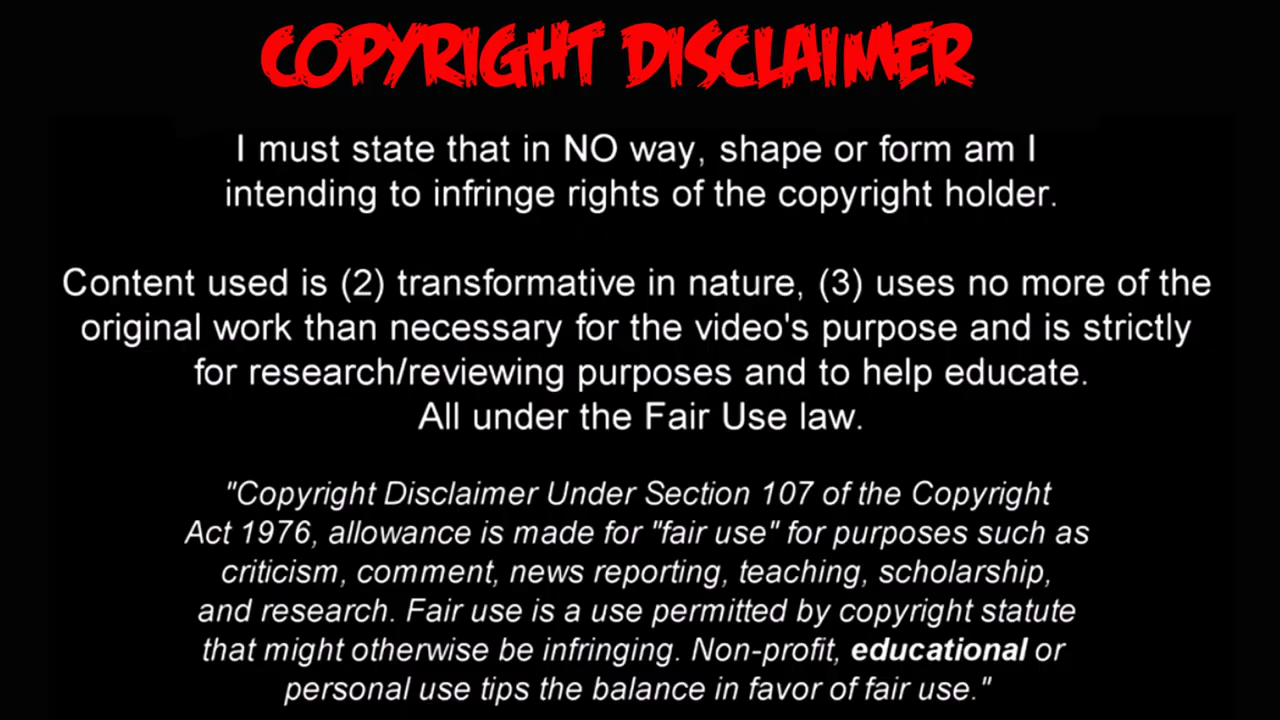 COPYRIGHT DISCLAIMER
I must state that in NO way, shape or form am I
intending to infringe rights of the copyright holder.
Content used is (2) transformative in nature, (3) uses no more of the
original work than necessary for the video's purpose and is strictly
for research/reviewing purposes and to help educate.
All under the Fair Use law.
"Copyright Disclaimer Under Section 107 of the Copyright
Act 1976, allowance is made for "fair use" for purposes such as
criticism, comment, news reporting, teaching, scholarship,
and research. Fair use is a use permitted by copyright statute
that might otherwise be infringing. Non-profit, educational or
personal use tips the balance in favor of fair use."